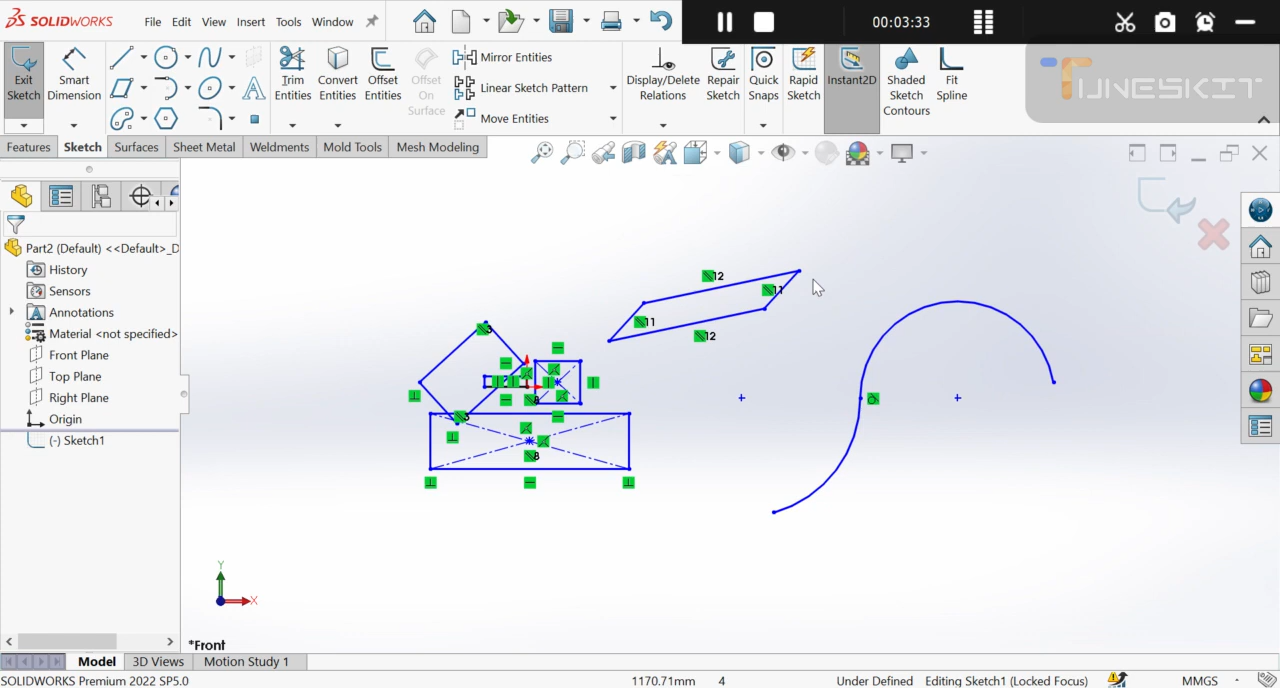 SOLIDWORKS File Edit View Insert Tools Window
00:03:33
Exit Sketch
Smart Dimension
Trim Entities
Convert Entities
Offset Entities
Offset On Surface
Mirror Entities
Linear Sketch Pattern
Move Entities
Display/Delete Relations
Repair Sketch
Quick Snaps
Rapid Sketch
Instant2D
Shaded Sketch Contours
Fit Spline
TUNESKIT
Features Sketch Surfaces Sheet Metal Weldments Mold Tools Mesh Modeling
Part2 (Default) <<Default>_D
History
Sensors
Annotations
Material <not specified>
Front Plane
Top Plane
Right Plane
Origin
(-) Sketch1
12
11
11
12
3
8
3
8
Y
X
*Front
Model 3D Views Motion Study 1
SOLIDWORKS Premium 2022 SP5.0 1170.71mm 4 Under Defined Editing Sketch1 (Locked Focus) MMGS -